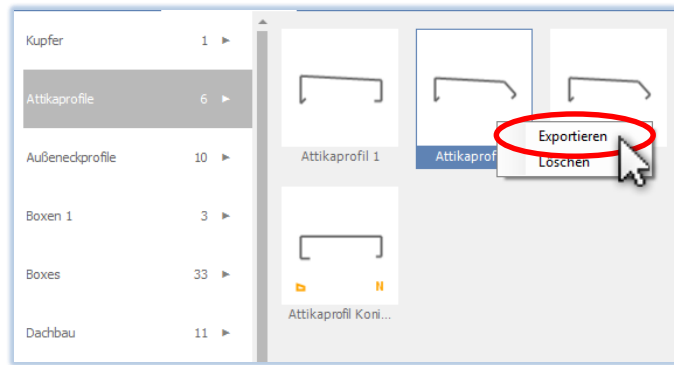 Kupfer 1
Attikaprofile 6
Außeneckprofile 10
Boxen 1 3
Boxes 33
Dachbau 11
Attikaprofil 1
Attikaprof
Exportieren
Löschen
N
Attikaprofil Koni...